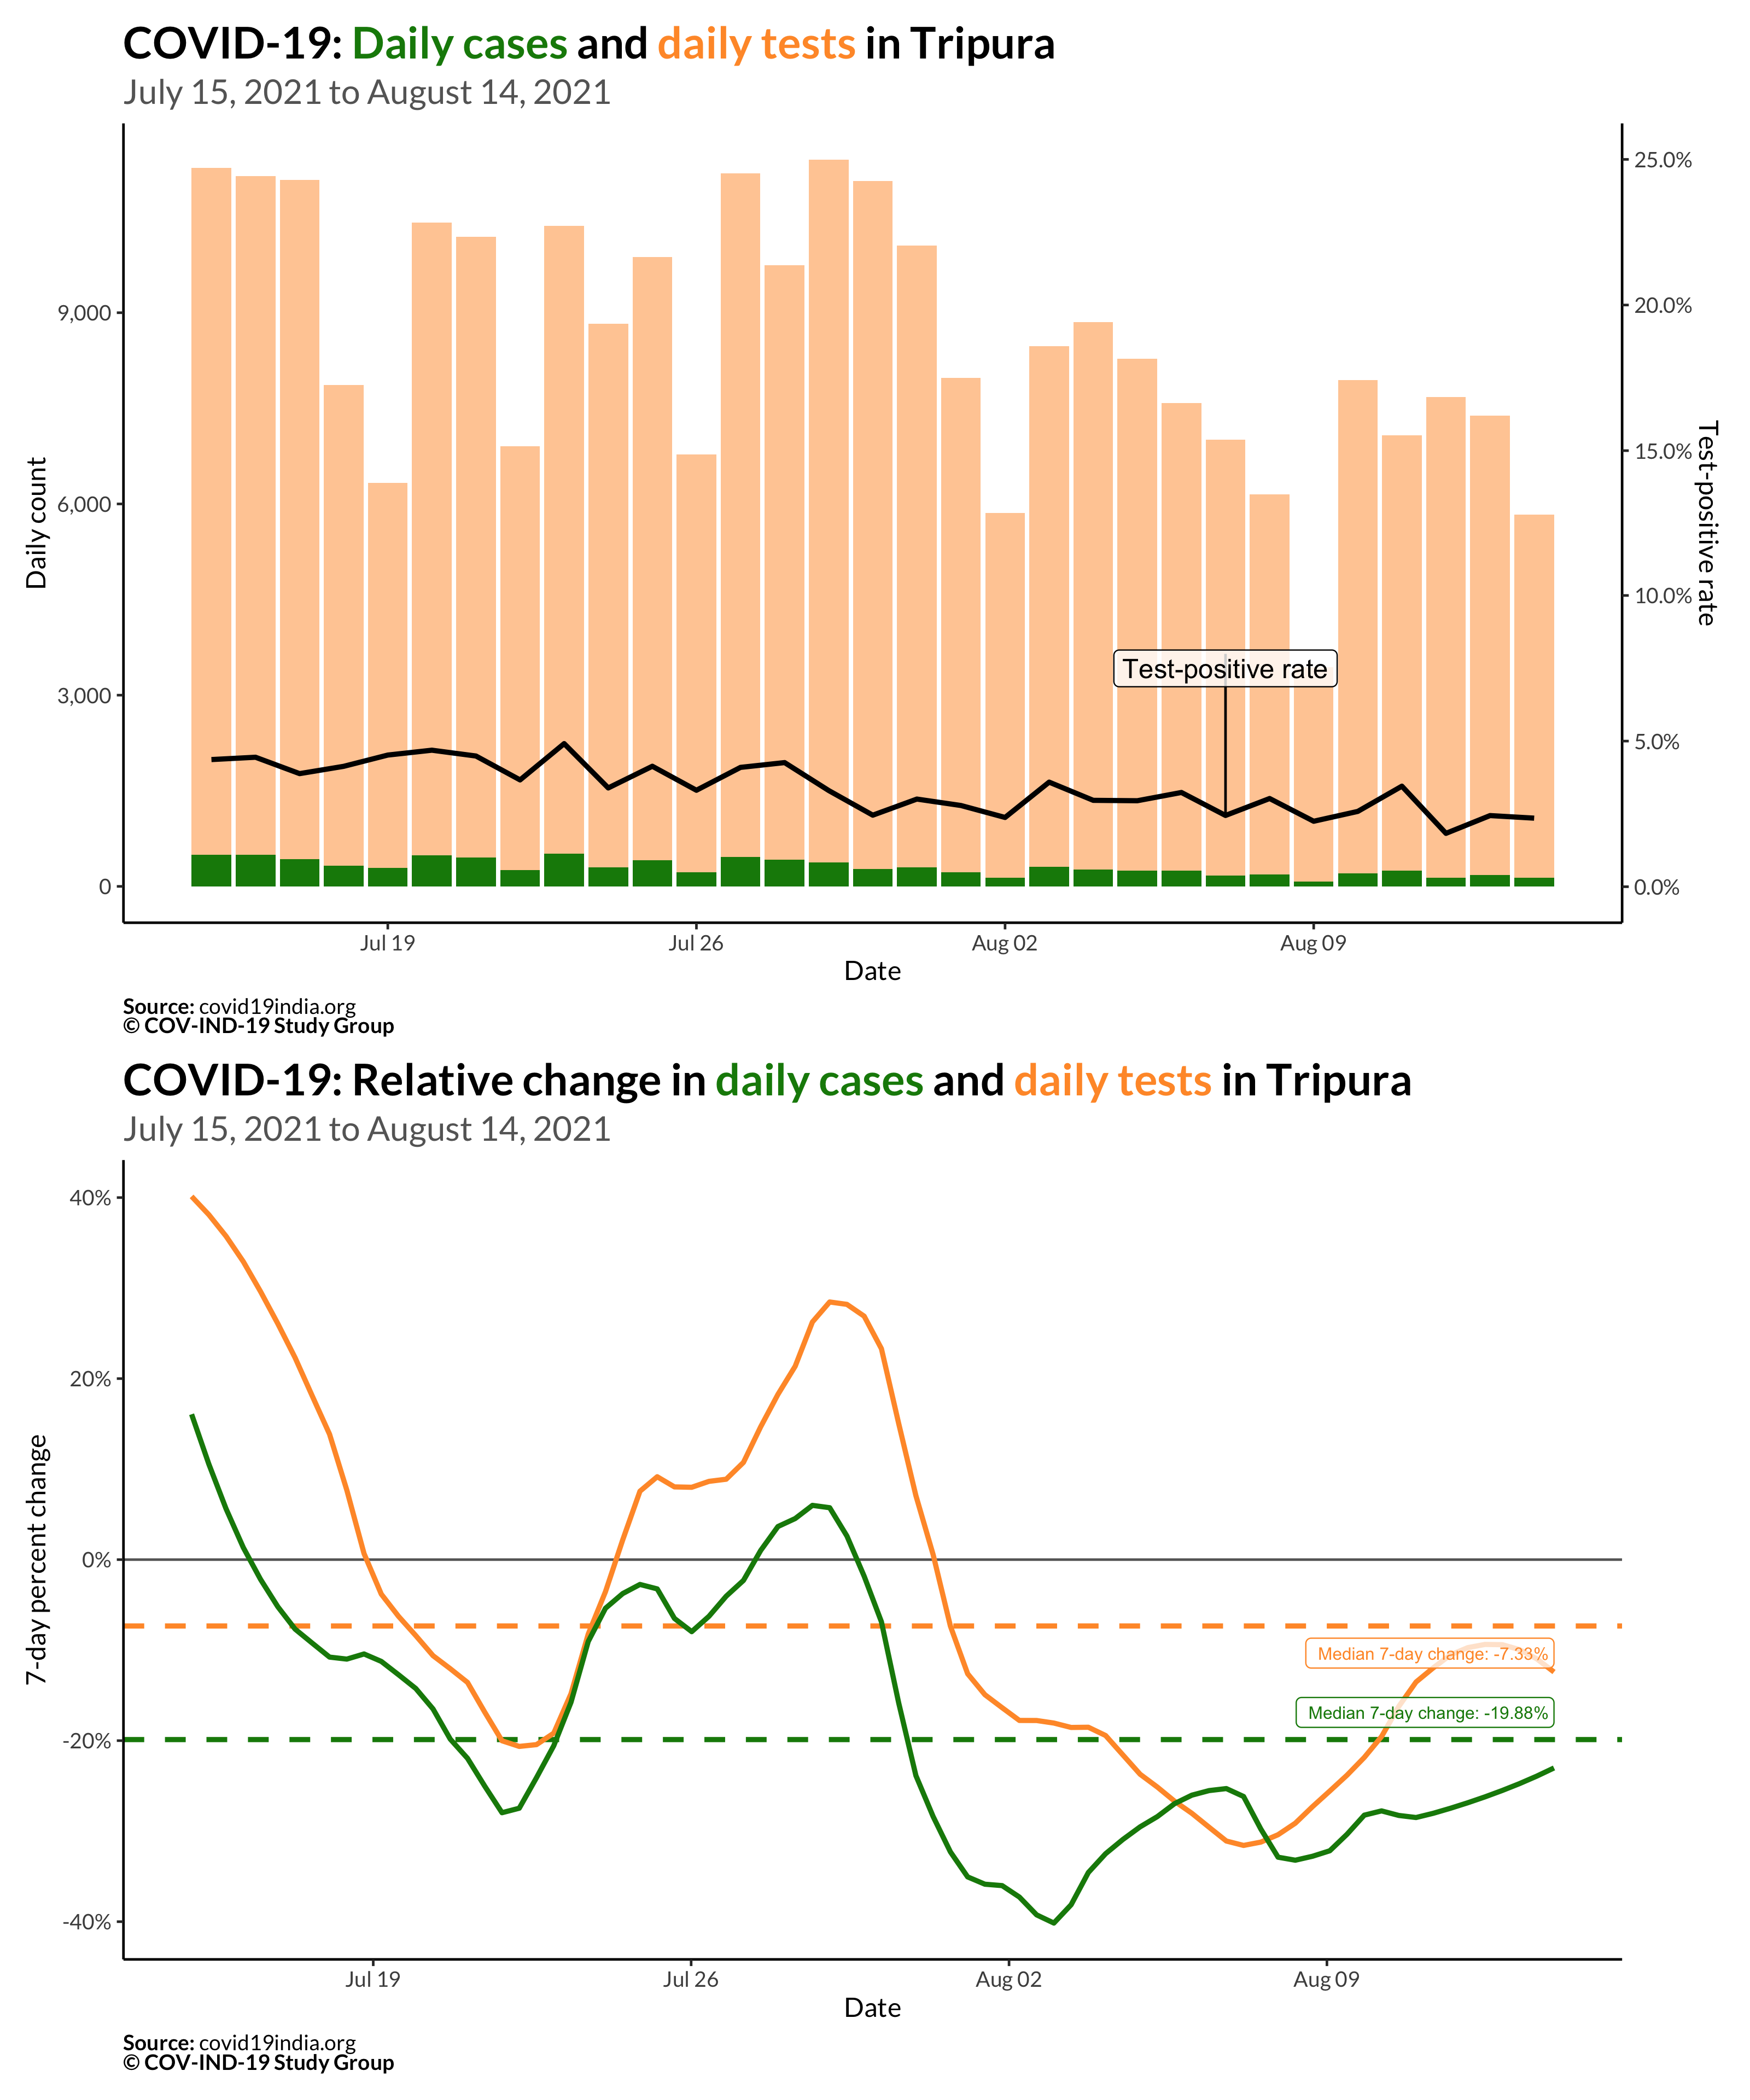 COVID-19: Daily cases and daily tests in Tripura
July 15, 2021 to August 14, 2021
25.0%
20.0%
9,000
15.0%
6,000
Daily count
Test-positive rate
10.0%
Test-positive rate
3,000
5.0%
0
0.0%
Jul 19
Jul 26
Aug 02
Aug 09
Date
Source: covid19india.org
© COV-IND-19 Study Group
COVID-19: Relative change in daily cases and daily tests in Tripura
July 15, 2021 to August 14, 2021
40%
20%
0%
7-day percent change
Median 7-day change: -7.33%
Median 7-day change: -19.88%
-20%
-40%
Jul 19
Jul 26
Aug 02
Aug 09
Date
Source: covid19india.org
© COV-IND-19 Study Group